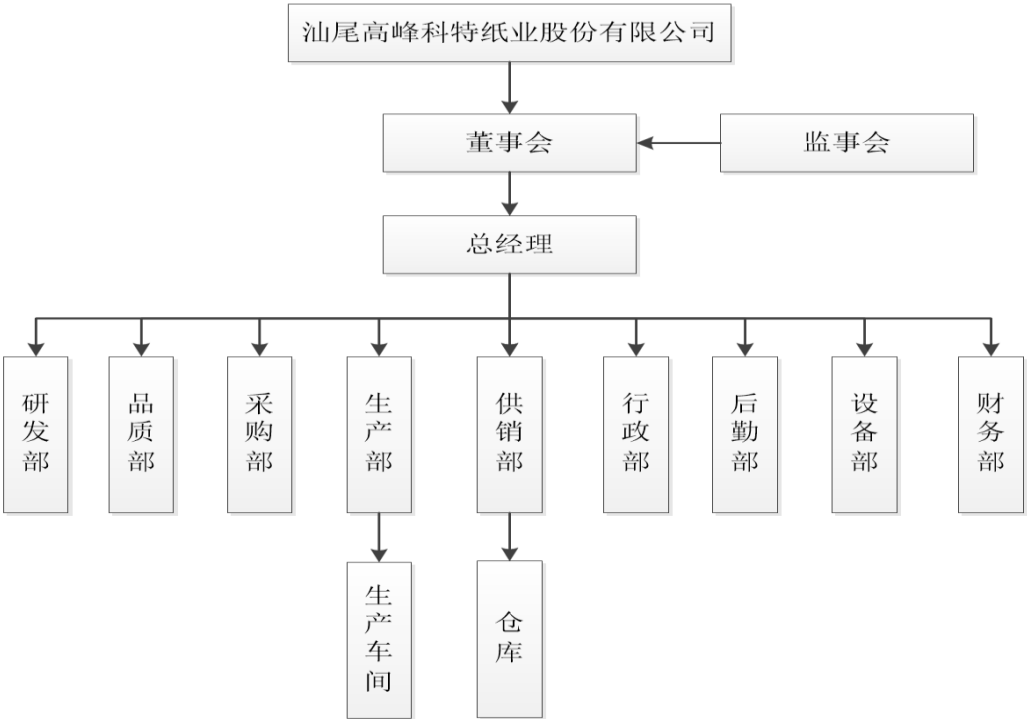 汕尾高峰科特纸业股份有限公司
董事会
监事会
总经理
研发部
品质部
采购部
生产部
供销部
行政部
后勤部
设备部
财务部
生产车间
仓库